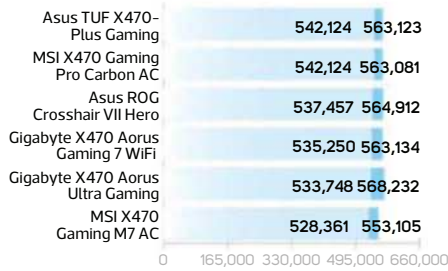 Asus TUF X470-
Plus Gaming
542,124 563,123
MSI X470 Gaming
Pro Carbon AC
542,124 563,081
Asus ROG
Crosshair VII Hero
537,457 564,912
Gigabyte X470 Aorus
Gaming 7 WiFi
535,250 563,134
Gigabyte X470 Aorus
Ultra Gaming
533,748 568,232
MSI X470
Gaming M7 AC
528,361 553,105
0 165,000 330,000 495,000 660,000